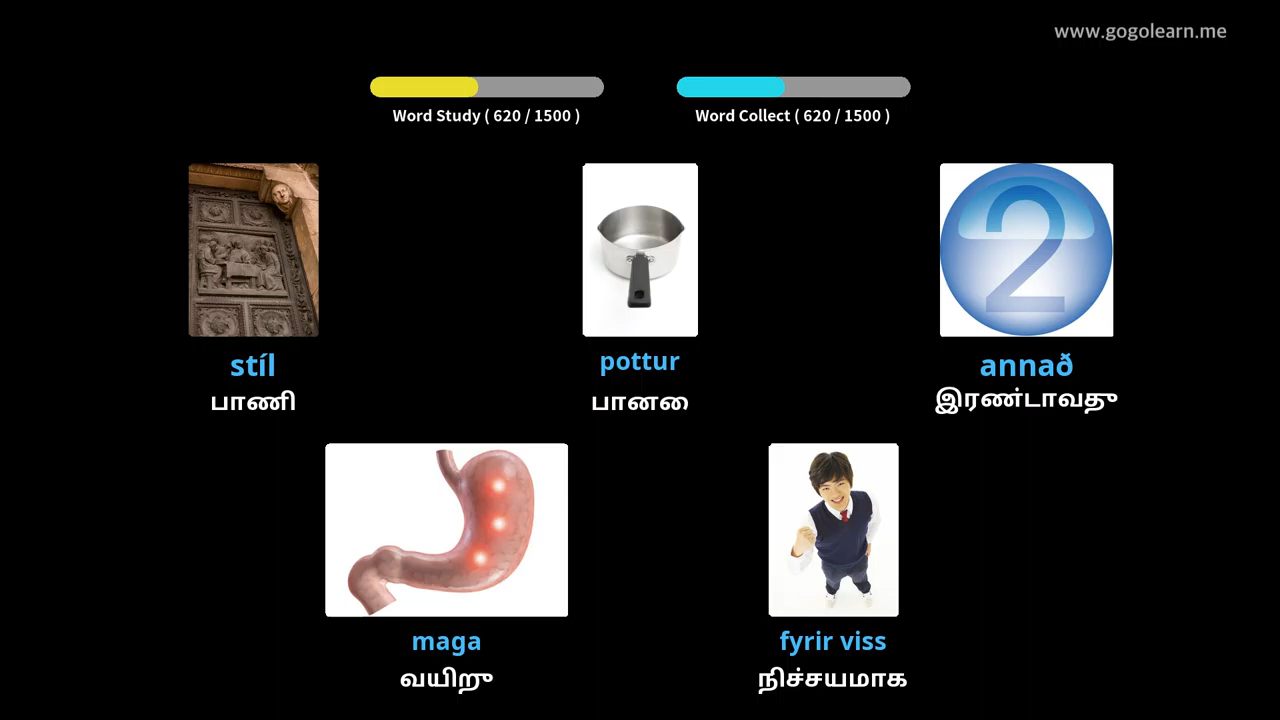 www.gogolearn.me
Word Study ( 620 / 1500 )
Word Collect ( 620 / 1500 )
2
stíl
பாணி
pottur
பானை
annað
இரண்டாவது
maga
வயிறு
fyrir viss
நிச்சயமாக